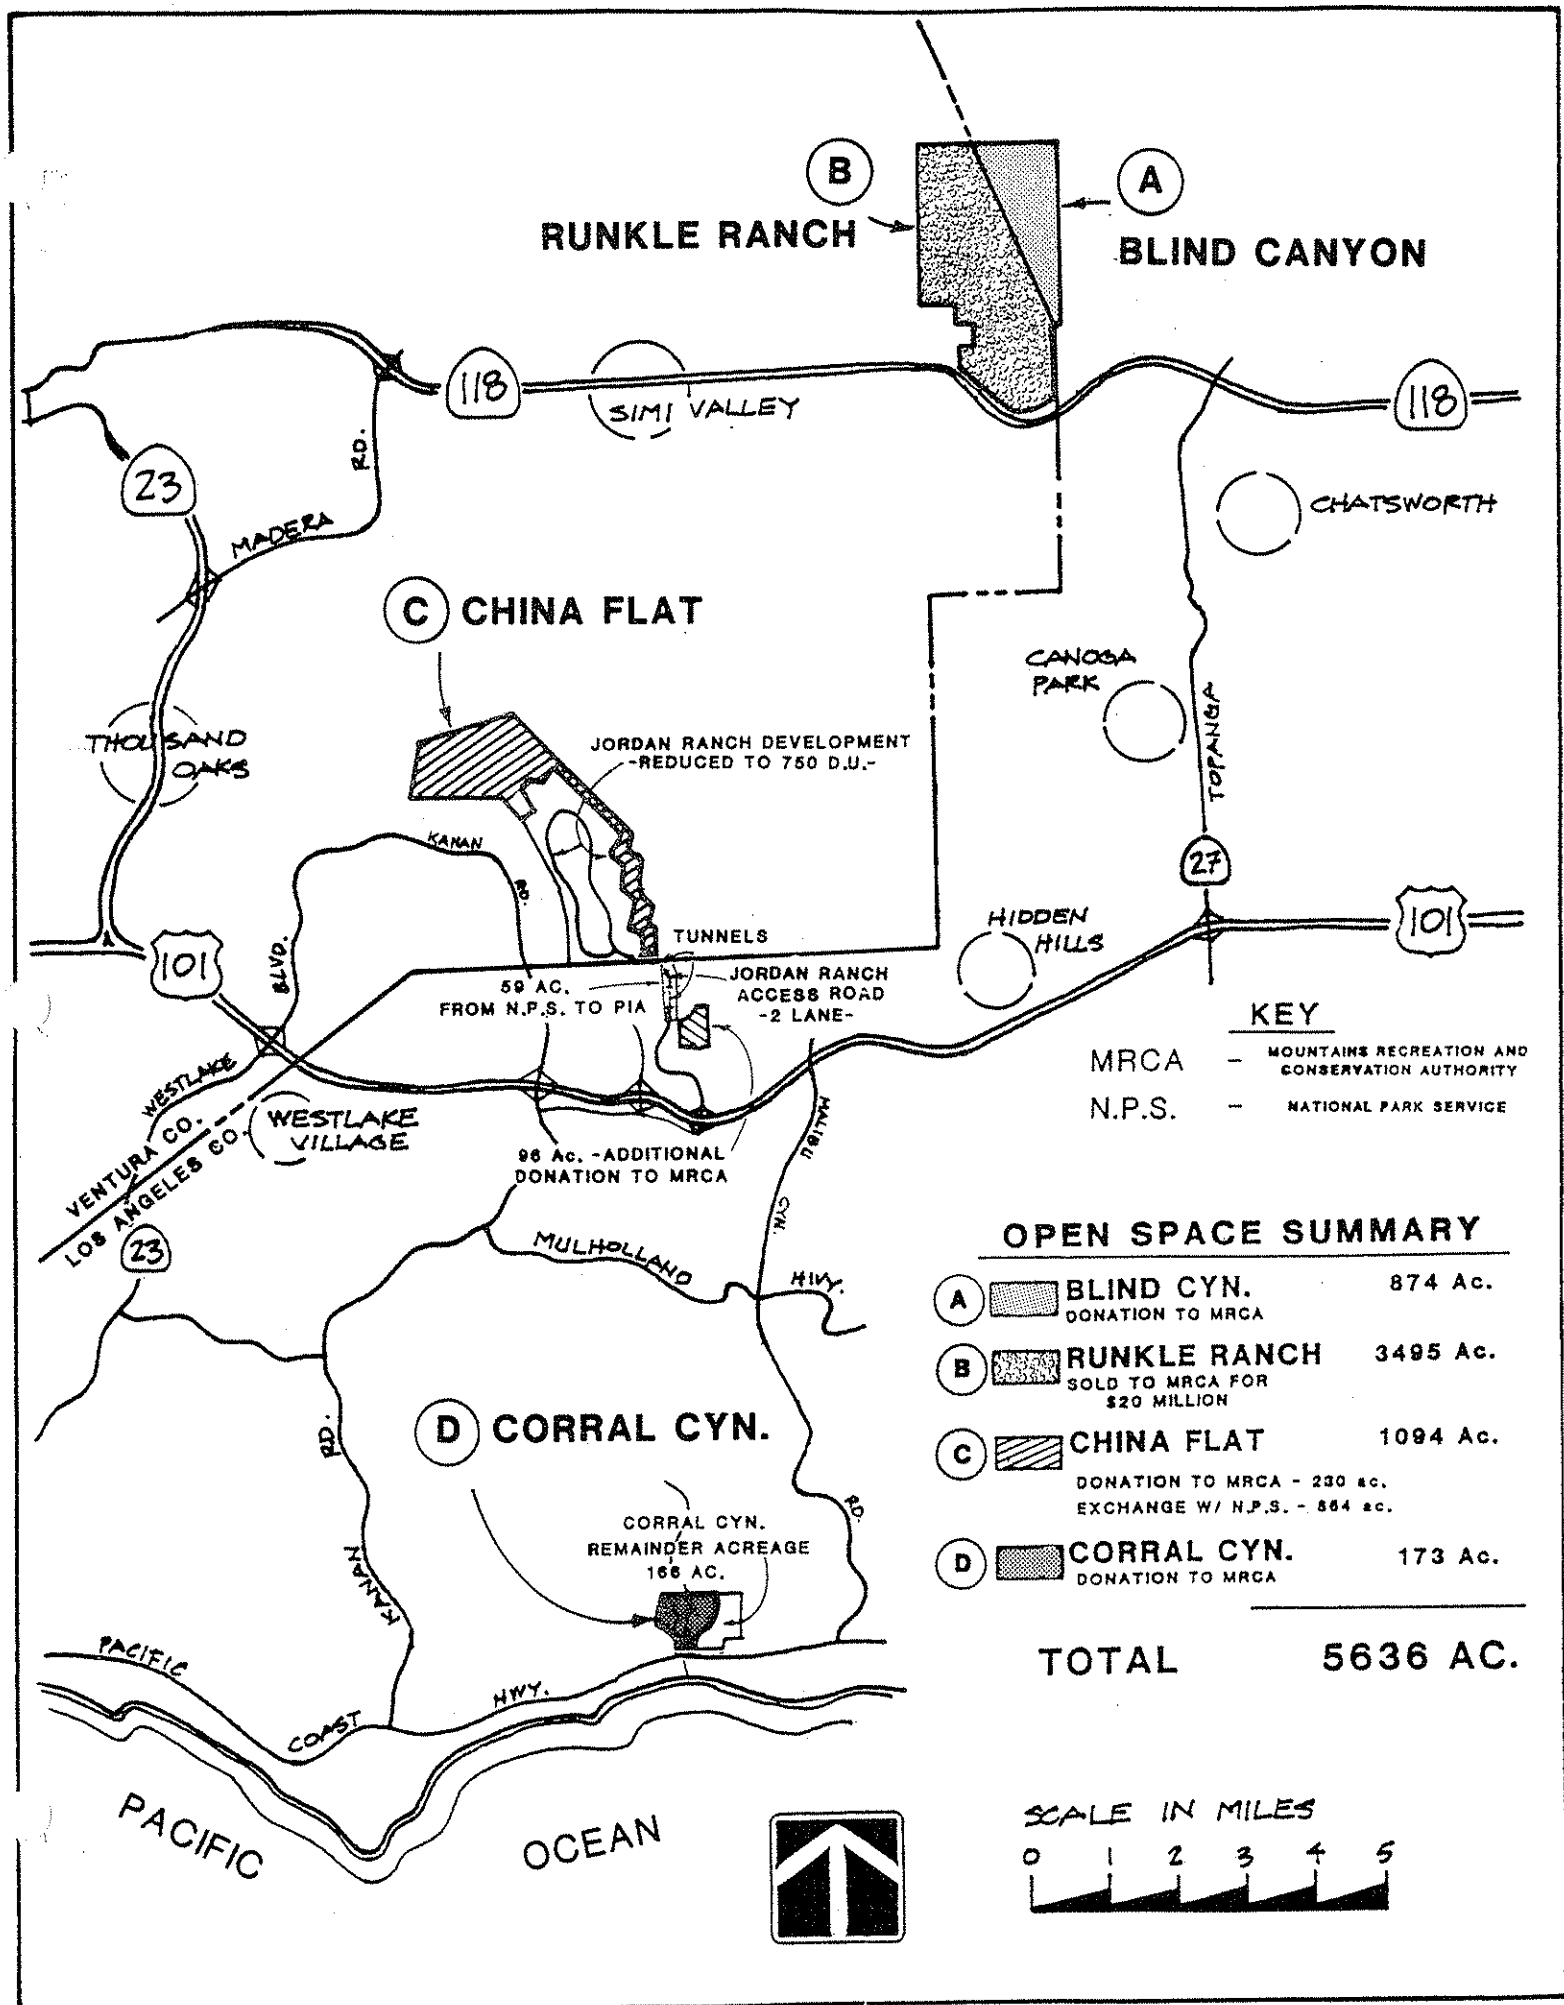 B
RUNKLE RANCH
A
BLIND CANYON
118
SIMI VALLEY
118
23
RD.
MADERA
CHATSWORTH
C CHINA FLAT
CANOGA
PARK
TOPANGA
THOUSAND
OAKS
JORDAN RANCH DEVELOPMENT
-REDUCED TO 750 D.U.-
KANAN
RD.
27
101
BLVD.
TUNNELS
HIDDEN
HILLS
101
59 AC.
FROM N.P.S. TO PIA
JORDAN RANCH
ACCESS ROAD
-2 LANE-
KEY
MRCA - MOUNTAINS RECREATION AND
CONSERVATION AUTHORITY
N.P.S. - NATIONAL PARK SERVICE
WESTLAKE
WESTLAKE
VILLAGE
VENTURA CO.
LOS ANGELES CO.
MALIBU
CYN.
96 Ac. -ADDITIONAL
DONATION TO MRCA
23
MULHOLLAND
HWY.
OPEN SPACE SUMMARY
A BLIND CYN. 874 Ac.
DONATION TO MRCA
B RUNKLE RANCH 3495 Ac.
SOLD TO MRCA FOR
$20 MILLION
C CHINA FLAT 1094 Ac.
DONATION TO MRCA - 230 ac.
EXCHANGE W/ N.P.S. - 864 ac.
D CORRAL CYN. 173 Ac.
DONATION TO MRCA
TOTAL 5636 AC.
D CORRAL CYN.
RD.
KANAN
CORRAL CYN.
REMAINDER ACREAGE
166 AC.
RD.
PACIFIC
COAST
HWY.
PACIFIC
OCEAN
SCALE IN MILES
0 1 2 3 4 5